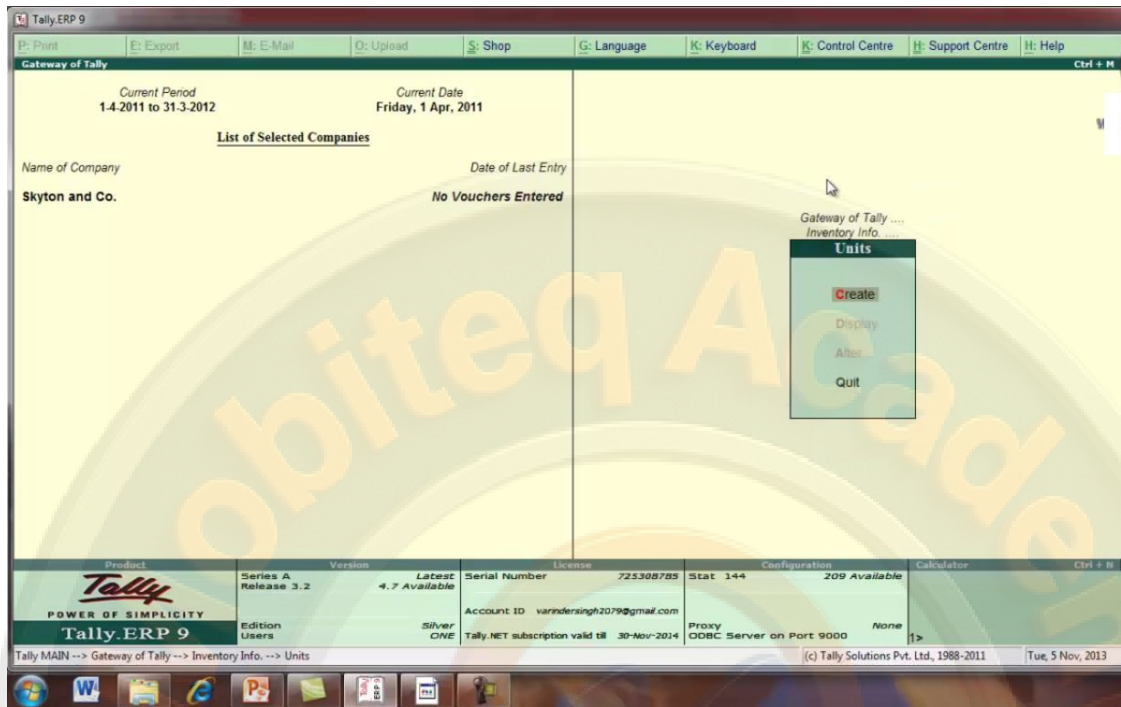 Tally.ERP 9
P: Print E: Export M: E-Mail O: Upload S: Shop G: Language K: Keyboard K: Control Centre H: Support Centre H: Help
Gateway of Tally Ctrl + M
Current Period Current Date
1-4-2011 to 31-3-2012 Friday, 1 Apr, 2011
List of Selected Companies
Name of Company Date of Last Entry
Skyton and Co. No Vouchers Entered
Gateway of Tally ....
Inventory Info. ....
Units
Create
Display
Alter
Quit
obiteq Acade
Product Version License Configuration Calculator Ctrl + N
Tally
POWER OF SIMPLICITY
Tally.ERP 9
Series A Latest
Release 3.2 4.7 Available
Edition Silver
Users ONE
Serial Number 725308785
Account ID varindersingh2079@gmail.com
Tally.NET subscription valid till 30-Nov-2014
Stat 144 209 Available
Proxy None
ODBC Server on Port 9000
1>
Tally MAIN --> Gateway of Tally --> Inventory Info. --> Units (c) Tally Solutions Pvt. Ltd., 1988-2011 Tue, 5 Nov, 2013